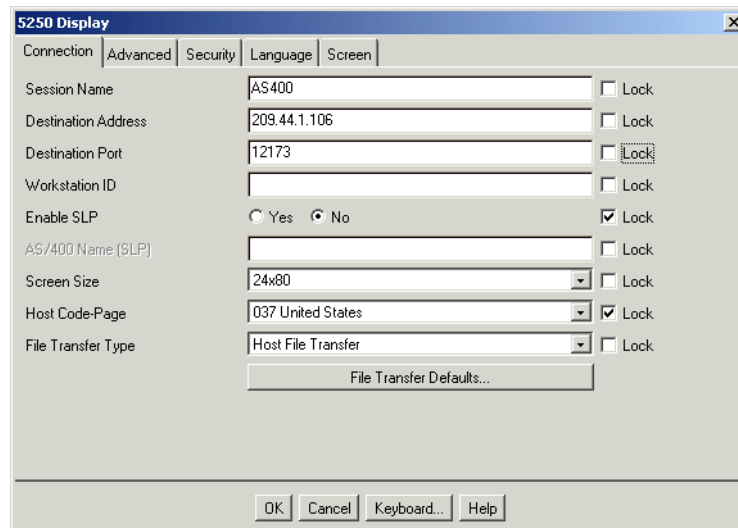 5250 Display
Connection Advanced Security Language Screen
Session Name AS400 Lock
Destination Address 209.44.1.106 Lock
Destination Port 12173 Lock
Workstation ID Lock
Enable SLP Yes No Lock
AS/400 Name (SLP) Lock
Screen Size 24x80 Lock
Host Code-Page 037 United States Lock
File Transfer Type Host File Transfer Lock
File Transfer Defaults...
OK Cancel Keyboard... Help